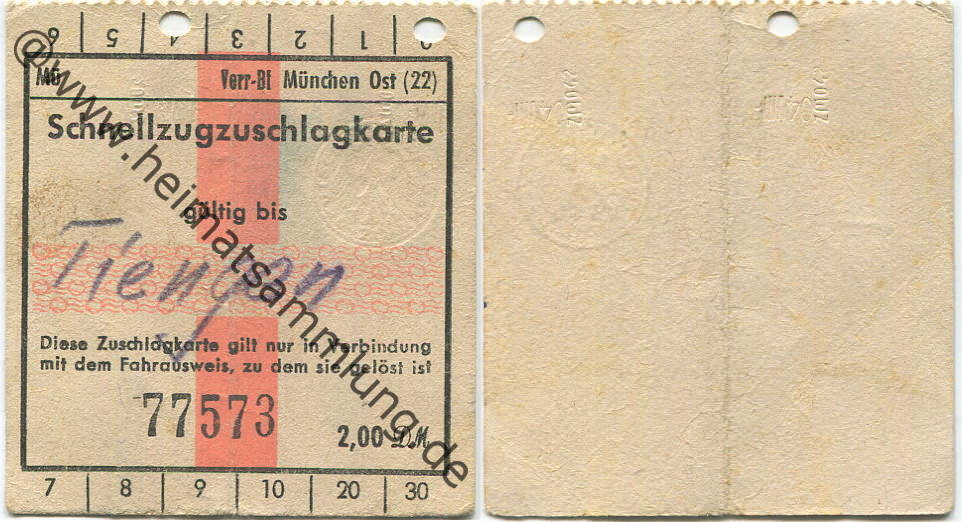 6 5 4 3 2 1 0
Mü Verr-Bf München Ost (22)
Schnellzugzuschlagkarte
gültig bis
Tiengen
Diese Zuschlagkarte gilt nur in Verbindung
mit dem Fahrausweis, zu dem sie gelöst ist
77573
2,00 DM
7 8 9 10 20 30
@www.heimatsammlung.de